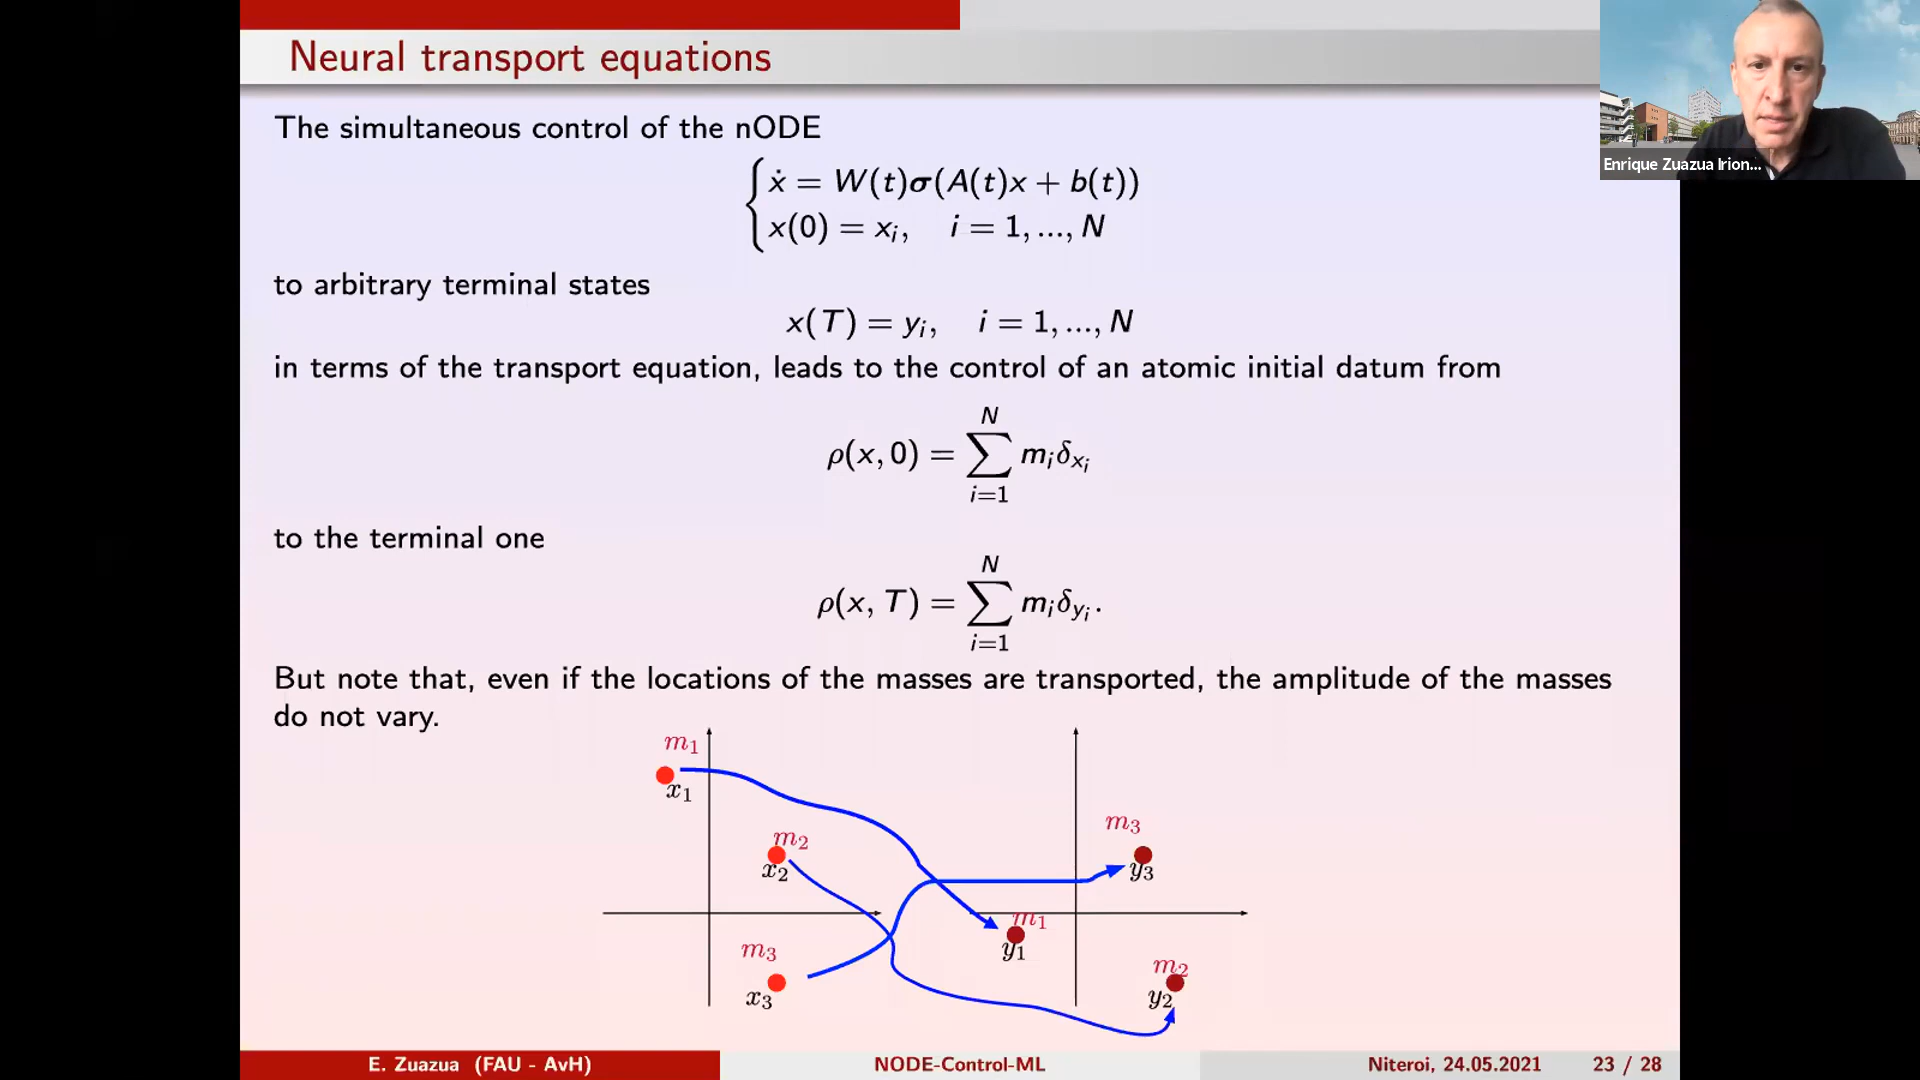 Neural transport equations
Enrique Zuazua Irion...
The simultaneous control of the nODE
ẋ = W(t)σ(A(t)x + b(t))
x(0) = xᵢ, i = 1, ..., N
to arbitrary terminal states
x(T) = yᵢ, i = 1, ..., N
in terms of the transport equation, leads to the control of an atomic initial datum from
N
ρ(x, 0) = ∑ mᵢδₓᵢ
i=1
to the terminal one
N
ρ(x, T) = ∑ mᵢδ_yᵢ.
i=1
But note that, even if the locations of the masses are transported, the amplitude of the masses
do not vary.
m₁
x₁
m₂
x₂
m₃
x₃
m₃
y₃
m₁
y₁
m₂
y₂
E. Zuazua (FAU - AvH)
NODE-Control-ML
Niteroi, 24.05.2021
23 / 28